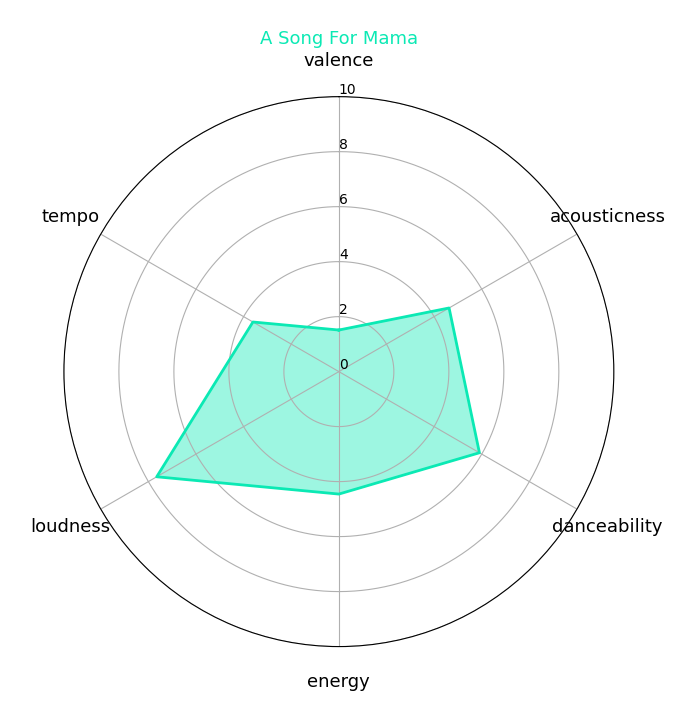 A Song For Mama
valence
10
8
tempo
6
acousticness
4
2
0
loudness
danceability
energy